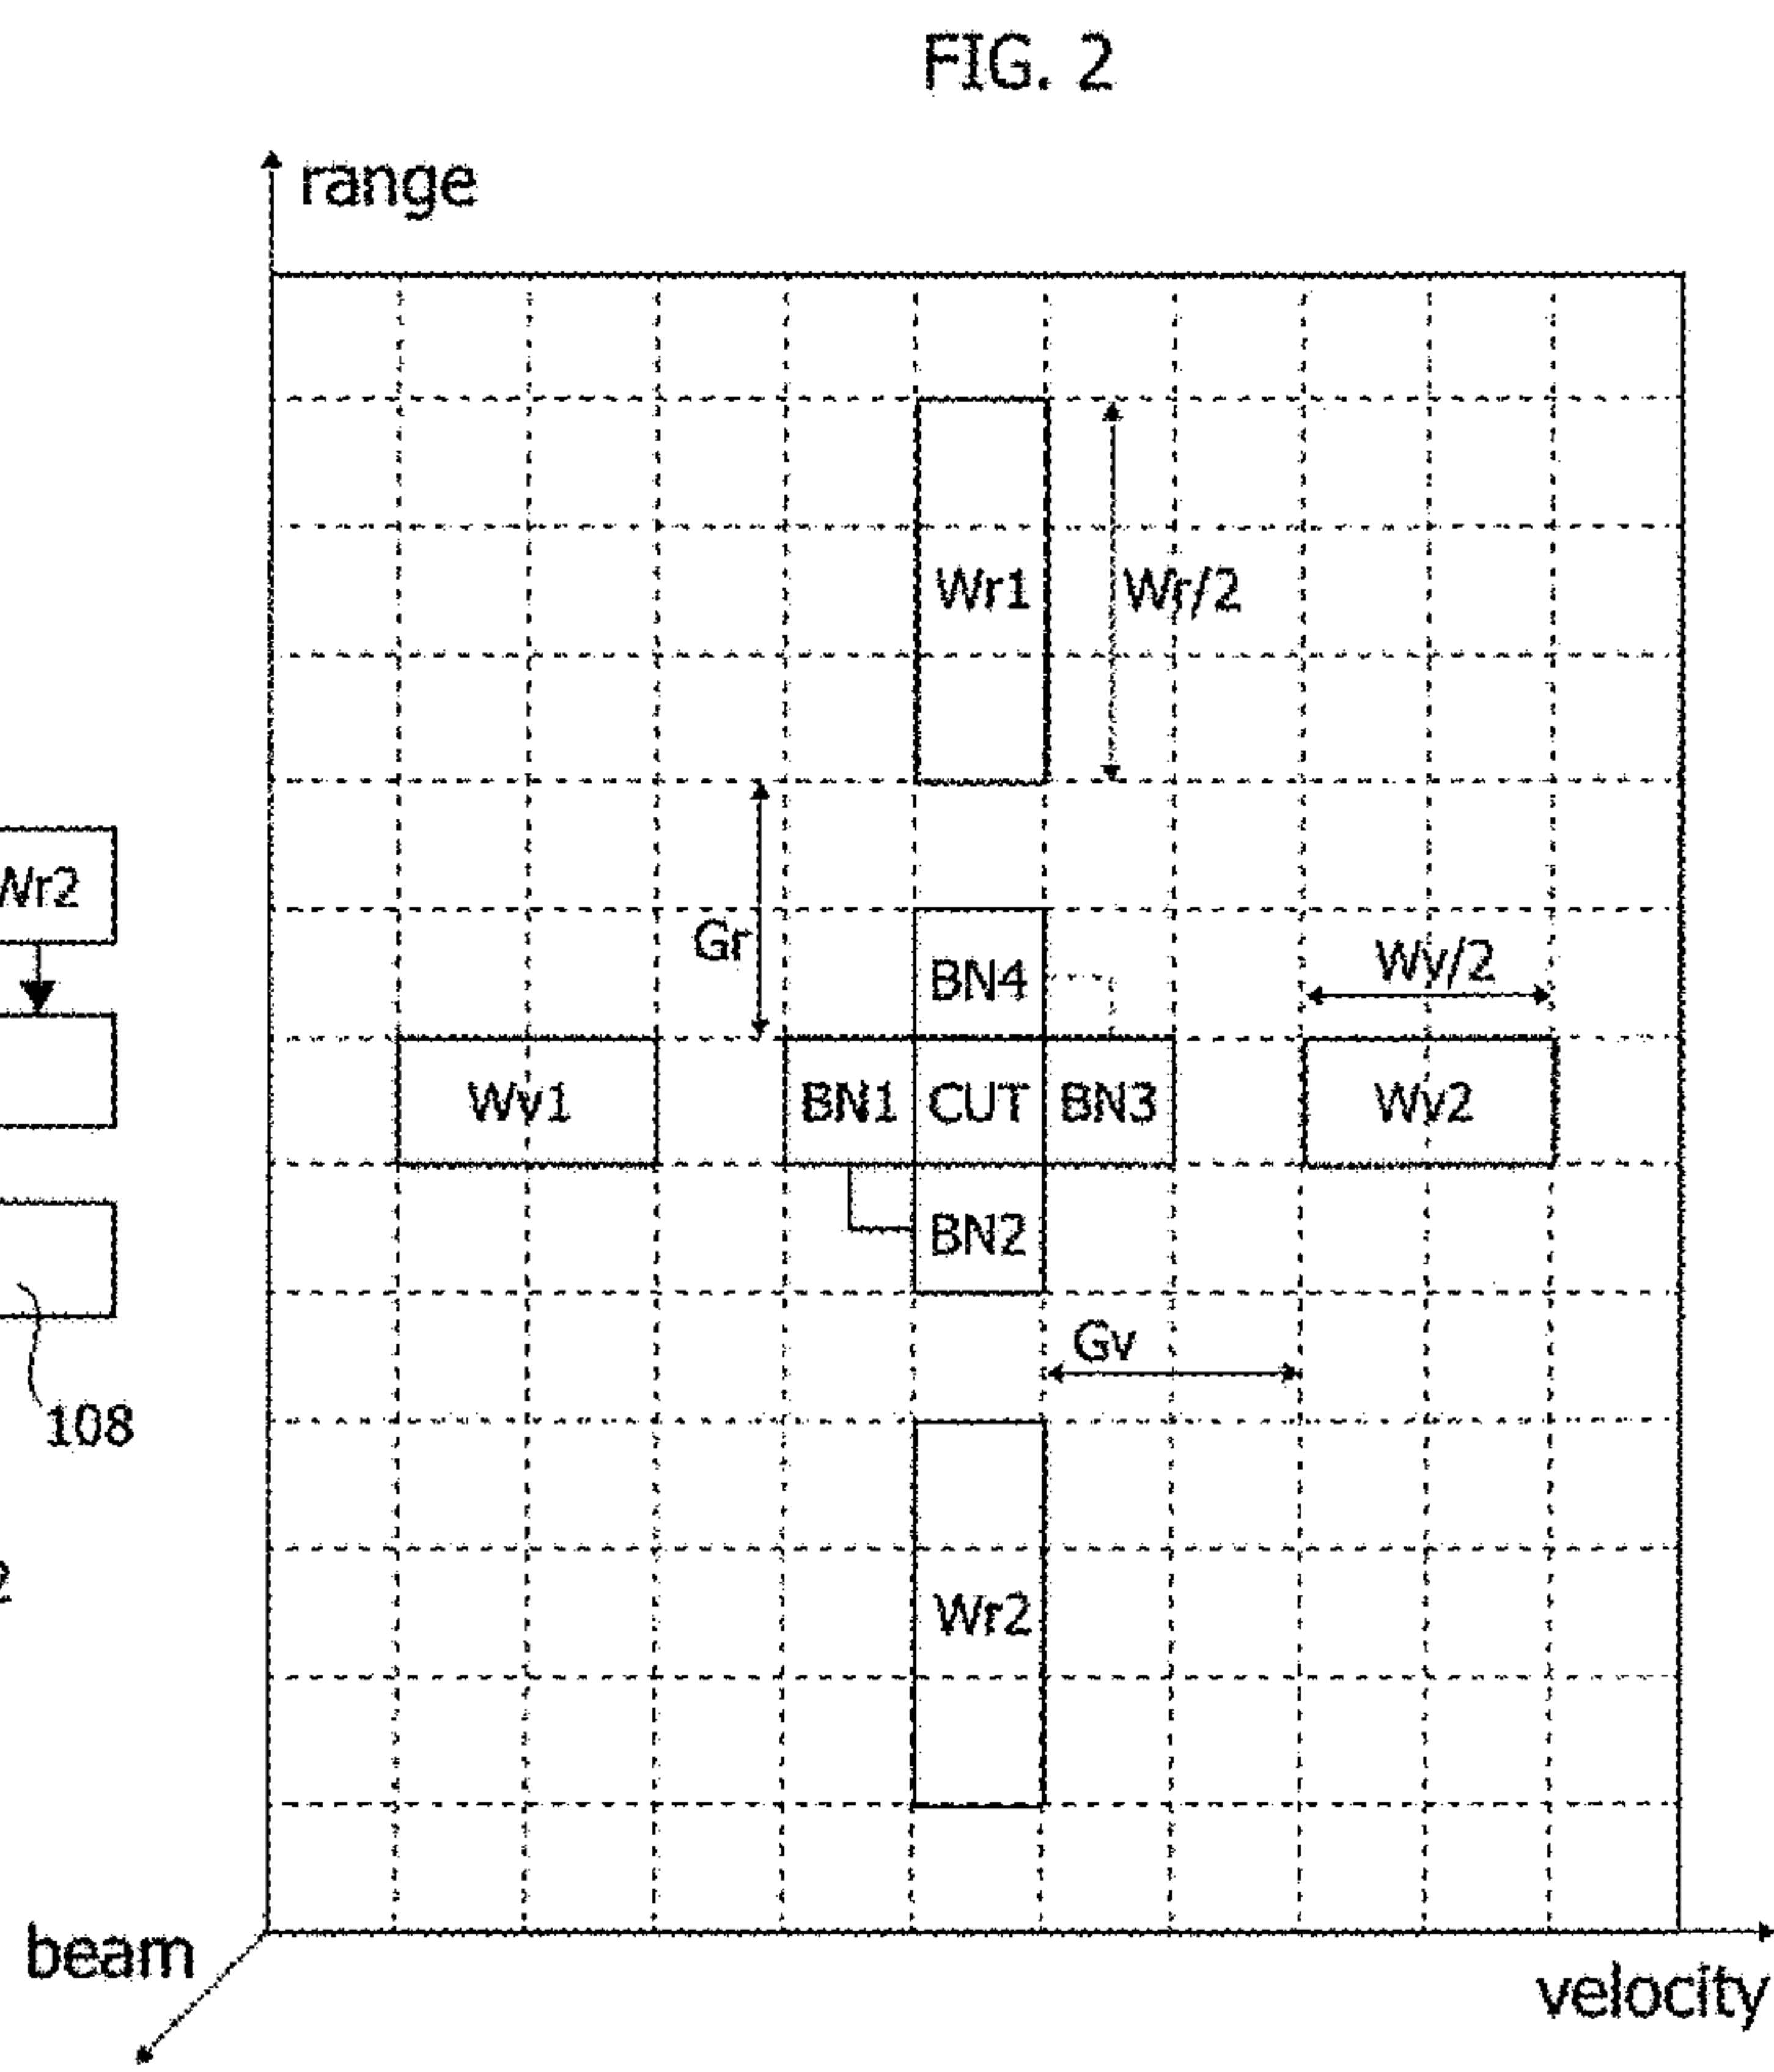 FIG. 2
range
Wr1
Wr/2
Wr2
Gr
BN4
Wv/2
Wv1
BN1
CUT
BN3
Wv2
BN2
Gv
108
Wr2
beam
velocity